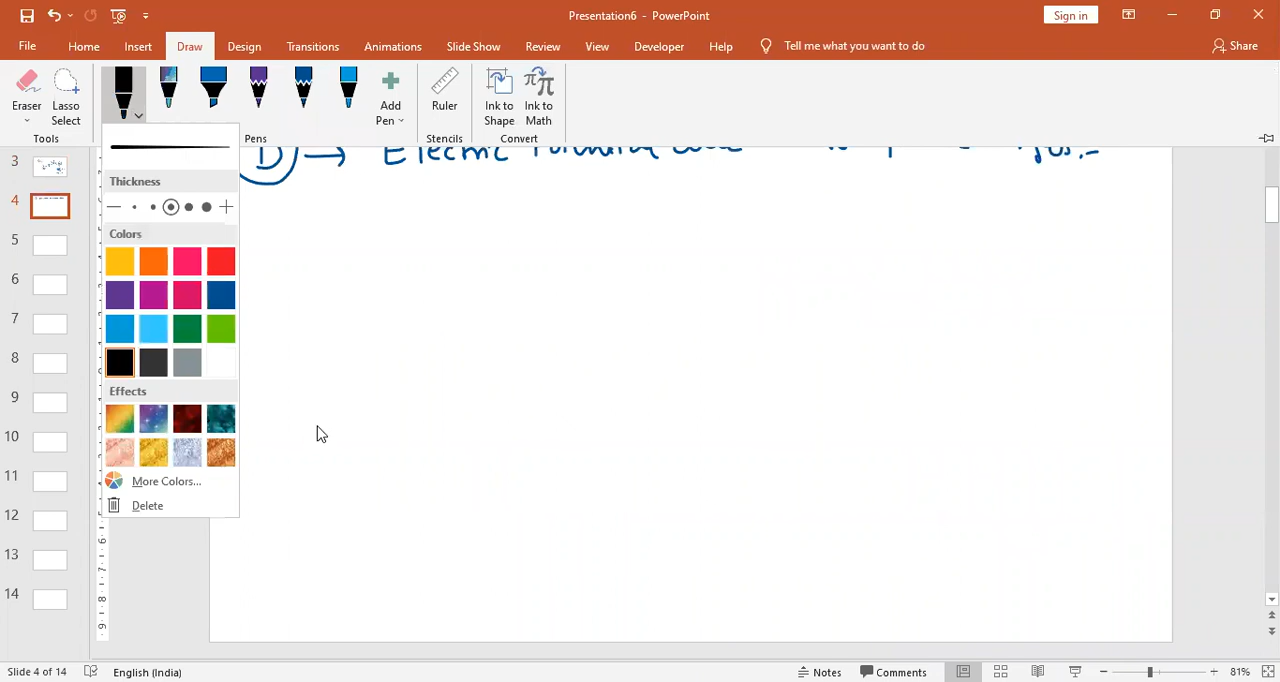 Presentation6 - PowerPoint
Sign in
File Home Insert Draw Design Transitions Animations Slide Show Review View Developer Help Tell me what you want to do Share
Eraser Lasso Select Add Pen Ruler Ink to Shape Ink to Math
Tools Pens Stencils Convert
3
D → Electric
Thickness
4
Colors
5
6
7
8
Effects
9
10
11
More Colors...
Delete
12
13
14
Slide 4 of 14 English (India) Notes Comments 81%